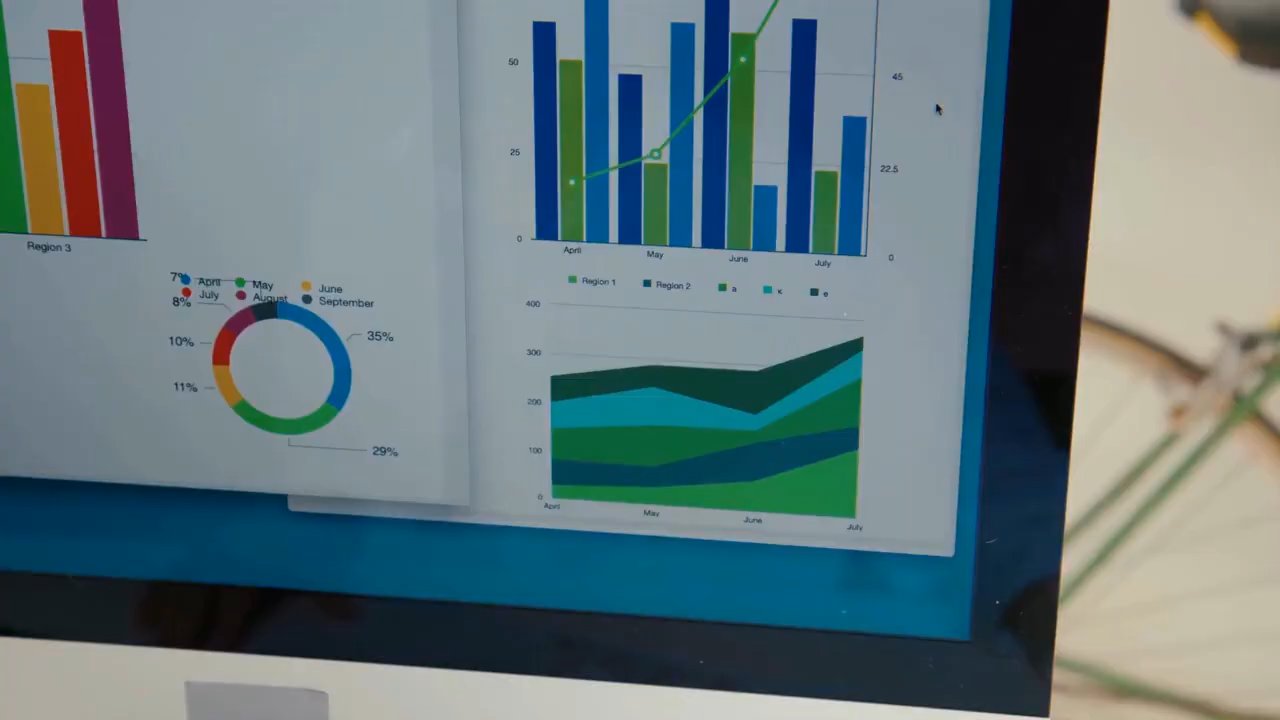 Region 3
7%
April May June
July August September
8%
35%
10%
11%
29%
50
25
0
45
22.5
0
April May June July
Region 1 Region 2 a κ e
400
300
200
100
0
April May June July